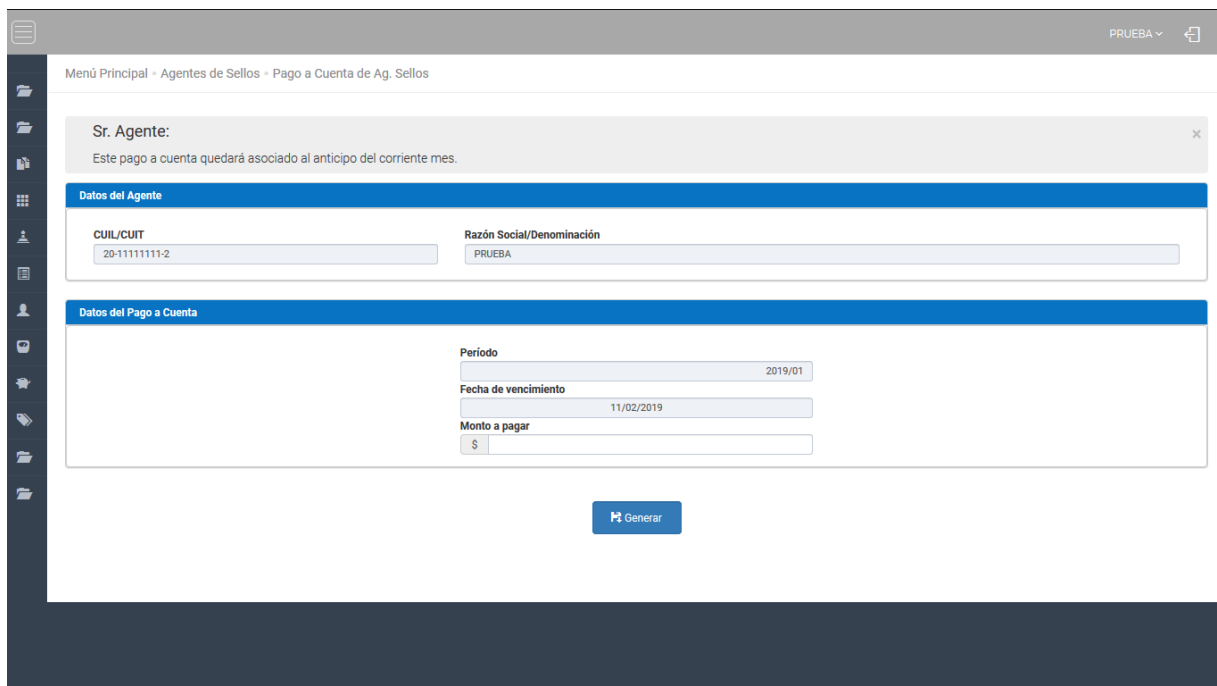 PRUEBA
Menú Principal • Agentes de Sellos • Pago a Cuenta de Ag. Sellos
Sr. Agente:
×
Este pago a cuenta quedará asociado al anticipo del corriente mes.
Datos del Agente
CUIL/CUIT Razón Social/Denominación
20-11111111-2 PRUEBA
Datos del Pago a Cuenta
Período
2019/01
Fecha de vencimiento
11/02/2019
Monto a pagar
$
Generar